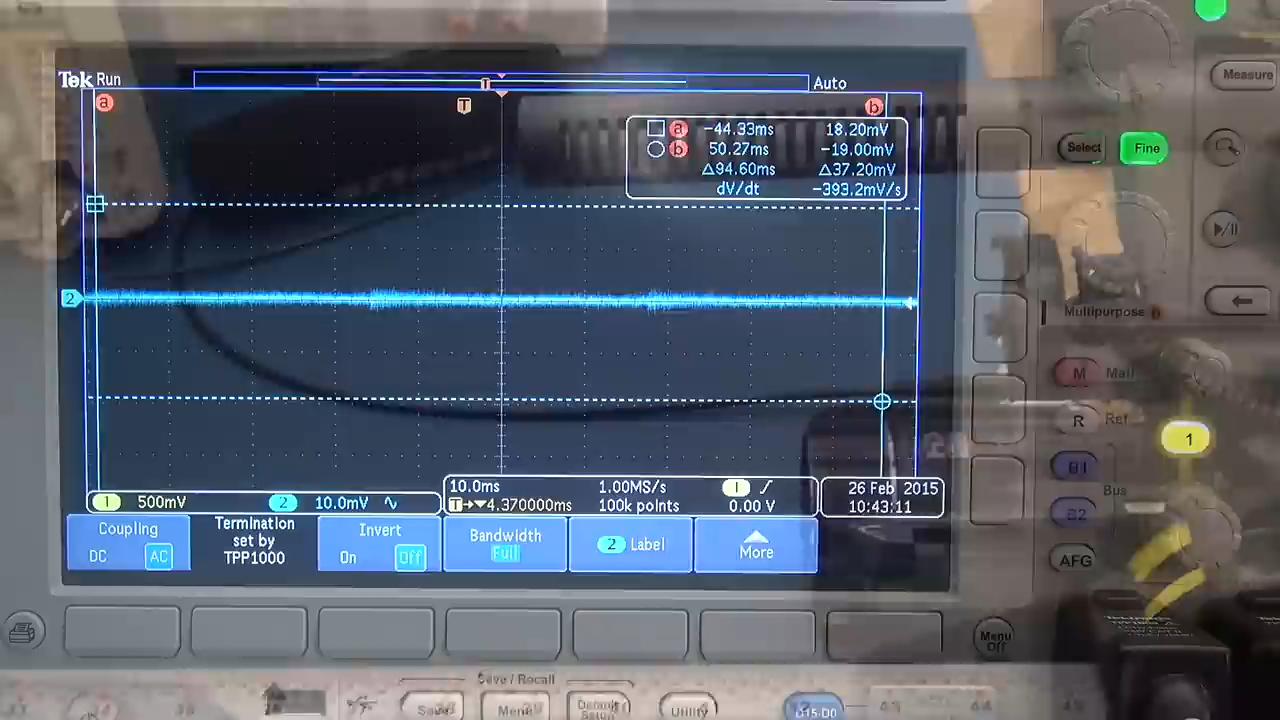 Tek Run
Auto
a
T
b
a -44.33ms 18.20mV
b 50.27ms -19.00mV
Δ94.60ms Δ37.20mV
dV/dt -393.2mV/s
2
1 500mV 2 10.0mV
10.0ms 1.00MS/s 1
T 4.370000ms 100k points 0.00 V
26 Feb 2015
10:43:11
Coupling
DC AC
Termination
set by
TPP1000
Invert
On Off
Bandwidth
Full
2 Label
More
Measure
Select Fine
Multipurpose
M
R Ref
1
B1
Bus
B2
AFG
Menu
Off
Save / Recall
Save Menu
Utility
D15-D0